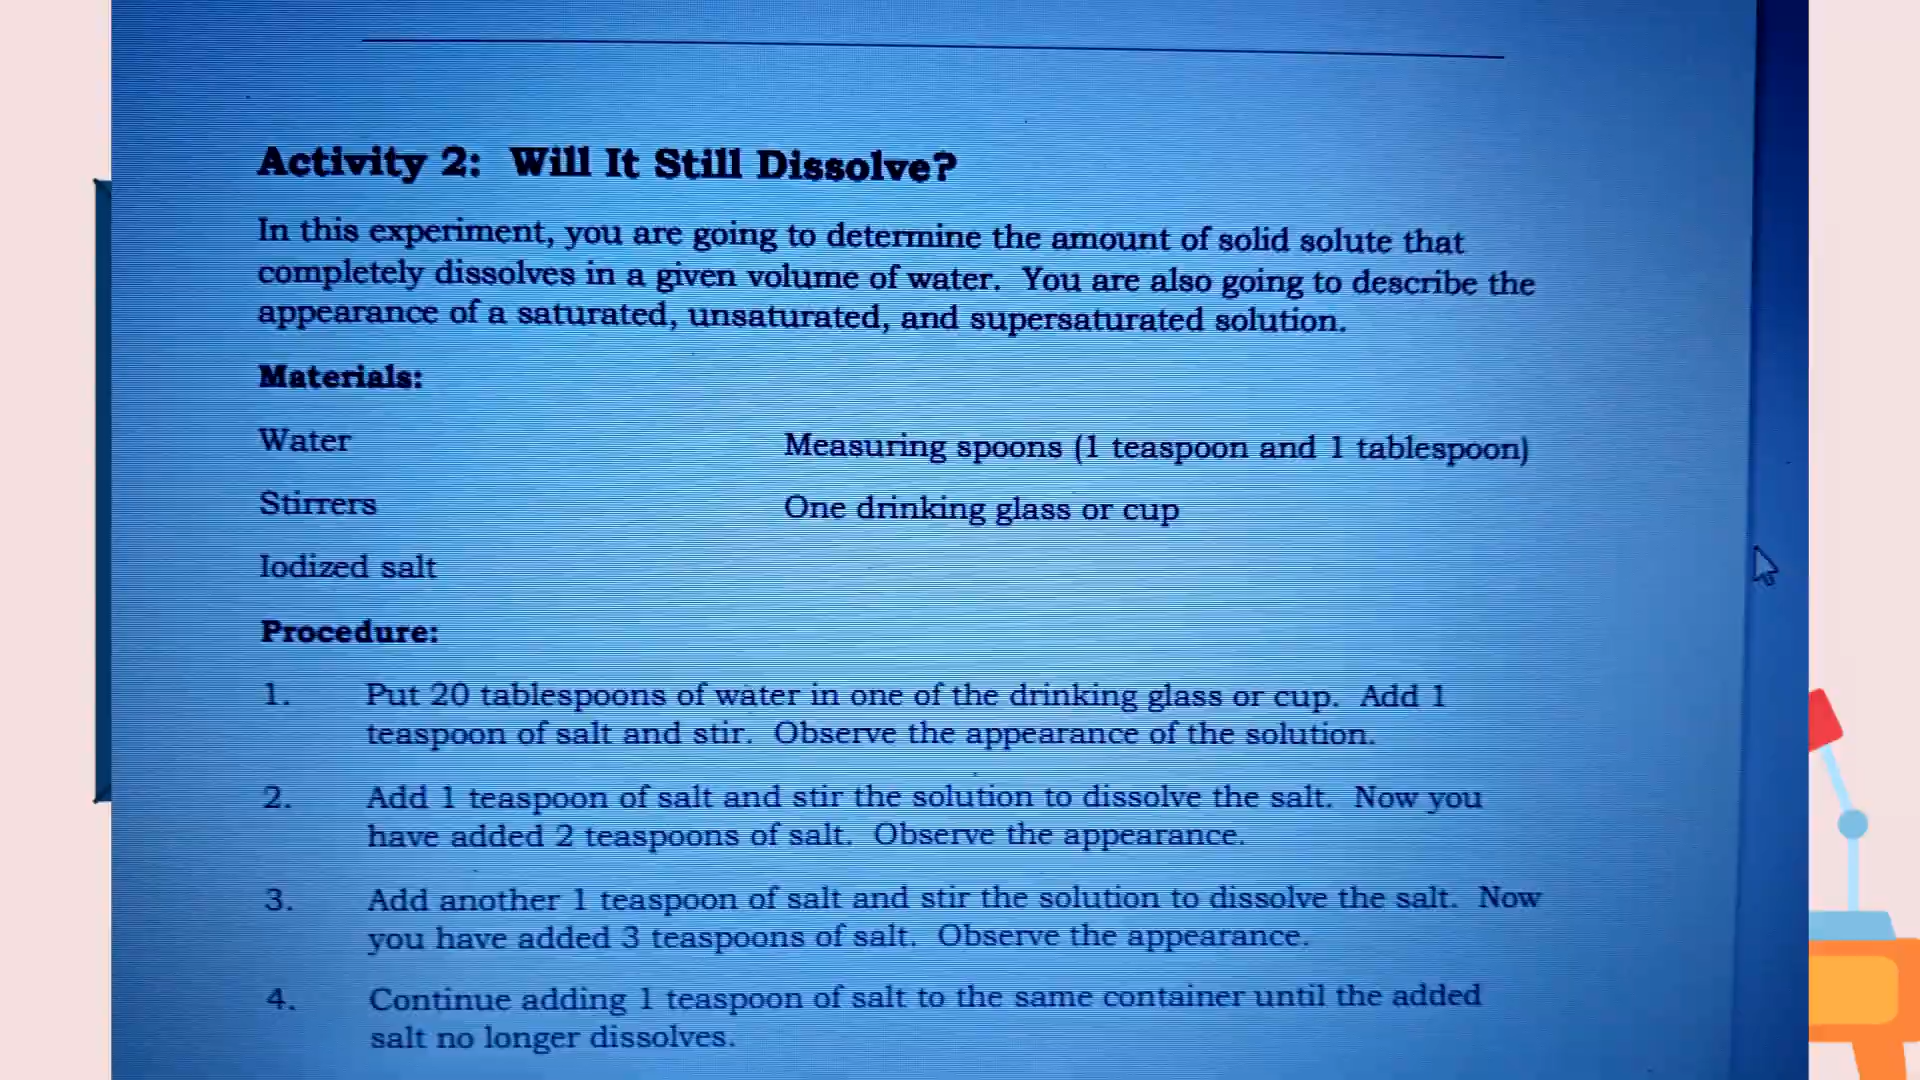 Activity 2: Will It Still Dissolve?
In this experiment, you are going to determine the amount of solid solute that
completely dissolves in a given volume of water. You are also going to describe the
appearance of a saturated, unsaturated, and supersaturated solution.
Materials:
Water
Measuring spoons (1 teaspoon and 1 tablespoon)
Stirrers
One drinking glass or cup
Iodized salt
Procedure:
1. Put 20 tablespoons of water in one of the drinking glass or cup. Add 1
teaspoon of salt and stir. Observe the appearance of the solution.
2. Add 1 teaspoon of salt and stir the solution to dissolve the salt. Now you
have added 2 teaspoons of salt. Observe the appearance.
3. Add another 1 teaspoon of salt and stir the solution to dissolve the salt. Now
you have added 3 teaspoons of salt. Observe the appearance.
4. Continue adding 1 teaspoon of salt to the same container until the added
salt no longer dissolves.